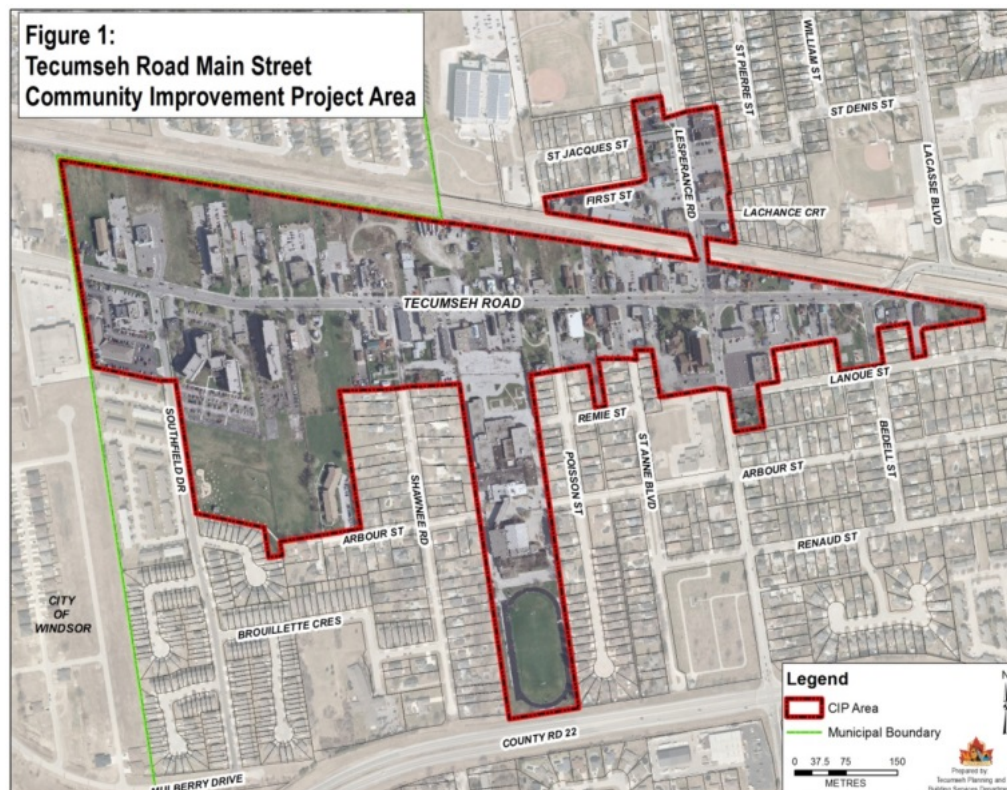 Figure 1:
Tecumseh Road Main Street
Community Improvement Project Area
WILLIAM ST
ST PIERRE ST
ST DENIS ST
LESPERANCE RD
ST JACQUES ST
LACASSE BLVD
FIRST ST
LACHANCE CRT
TECUMSEH ROAD
LANOUE ST
REMIE ST
SOUTHFIELD DR
SHAWNEE RD
POISSON ST
ST ANNE BLVD
BEDELL ST
ARBOUR ST
ARBOUR ST
RENAUD ST
CITY
OF
WINDSOR
BROUILLETTE CRES
COUNTY RD 22
MULBERRY DRIVE
Legend
CIP Area
Municipal Boundary
0 37.5 75 150
METRES
N
Prepared by:
Tecumseh Planning and
Building Services